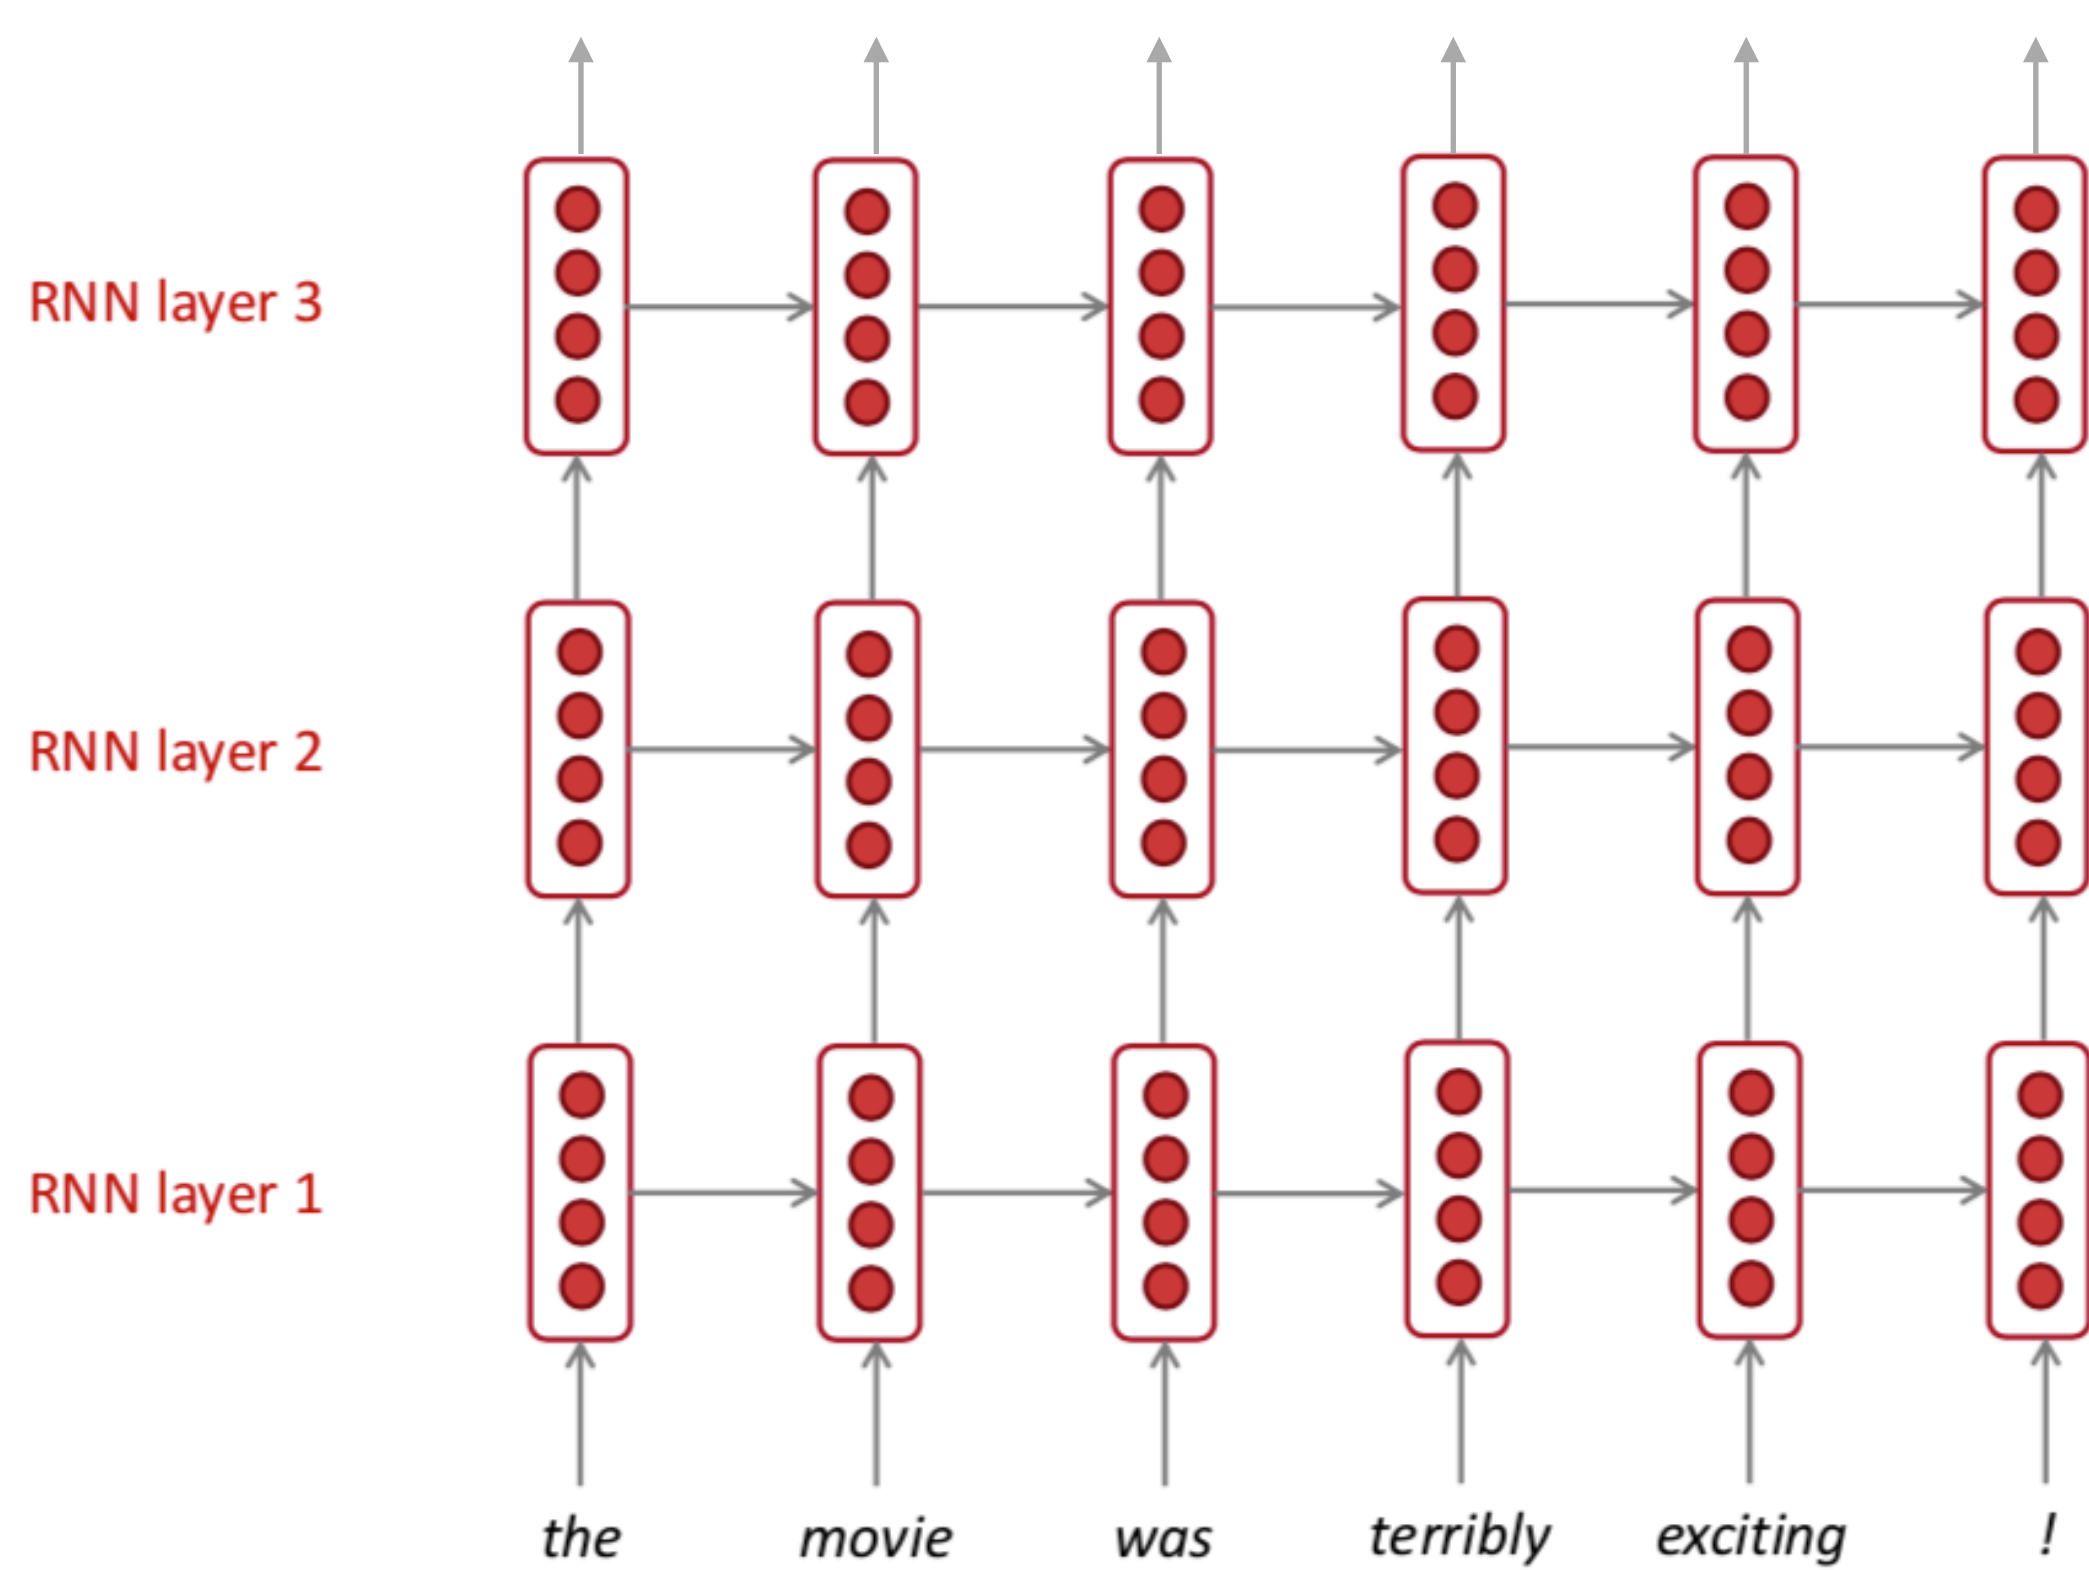 RNN layer 3
RNN layer 2
RNN layer 1
the movie was terribly exciting !